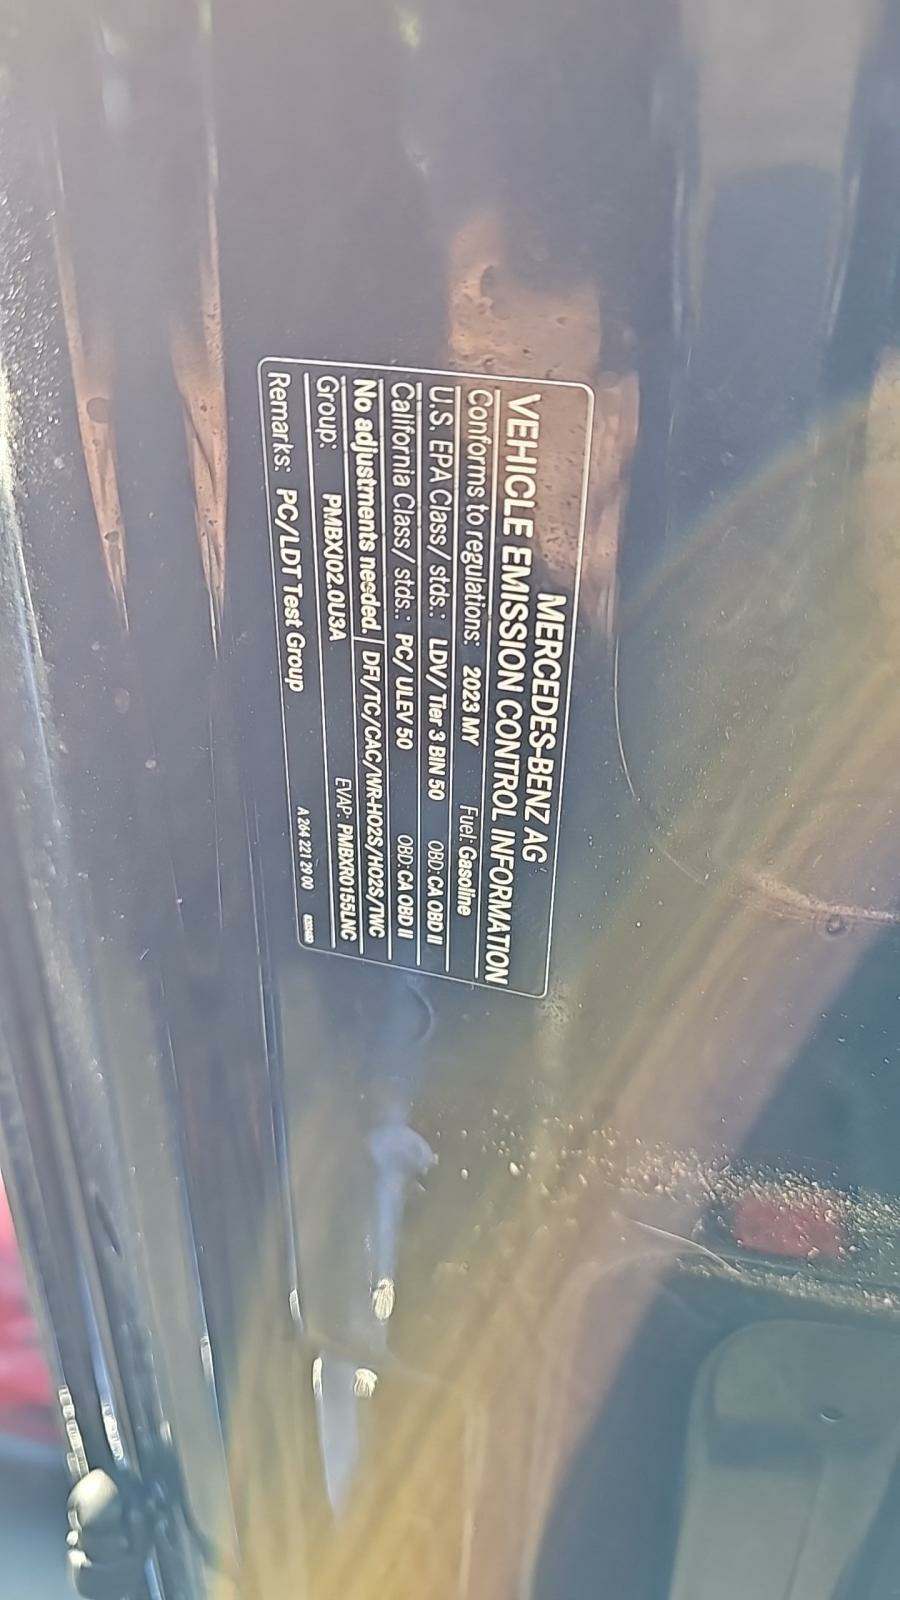 MERCEDES-BENZ AG
VEHICLE EMISSION CONTROL INFORMATION
Conforms to regulations: 2023 MY Fuel: Gasoline
U.S. EPA Class/ stds.: LDV/ Tier 3 BIN 50 OBD: CA OBD II
California Class/ stds.: PC/ ULEV 50 OBD: CA OBD II
No adjustments needed. DFI/TC/CAC/WR-HO2S/HO2S/TWC
Group: PMBXJ02.0U3A EVAP: PMBXR0155LNC
Remarks: PC/LDT Test Group A 264 221 29 00